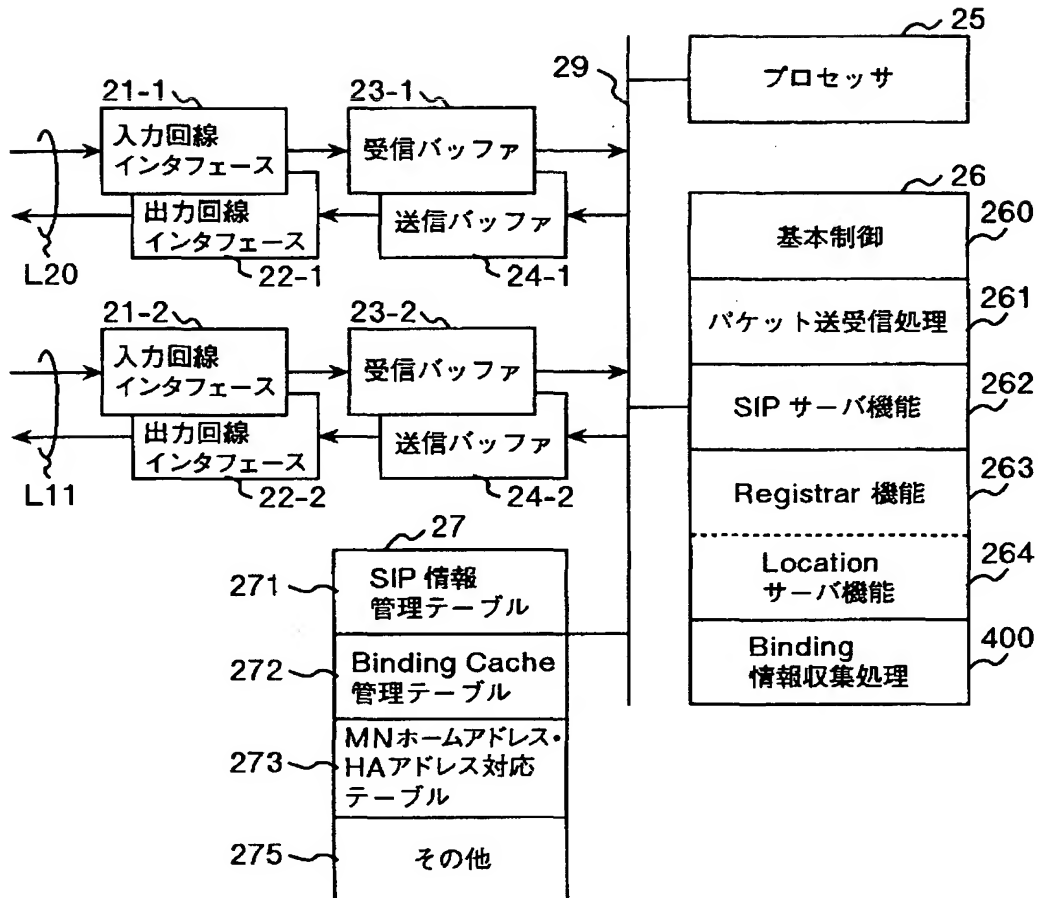 25
29
プロセッサ
21-1
23-1
入力回線
インタフェース
受信バッファ
出力回線
インタフェース
送信バッファ
L20
22-1
24-1
26
基本制御
260
パケット送受信処理
261
SIP サーバ機能
262
Registrar 機能
263
Location
サーバ機能
264
Binding
情報収集処理
400
21-2
23-2
入力回線
インタフェース
受信バッファ
出力回線
インタフェース
送信バッファ
L11
22-2
24-2
27
271
SIP 情報
管理テーブル
272
Binding Cache
管理テーブル
273
MNホームアドレス・
HAアドレス対応
テーブル
275
その他